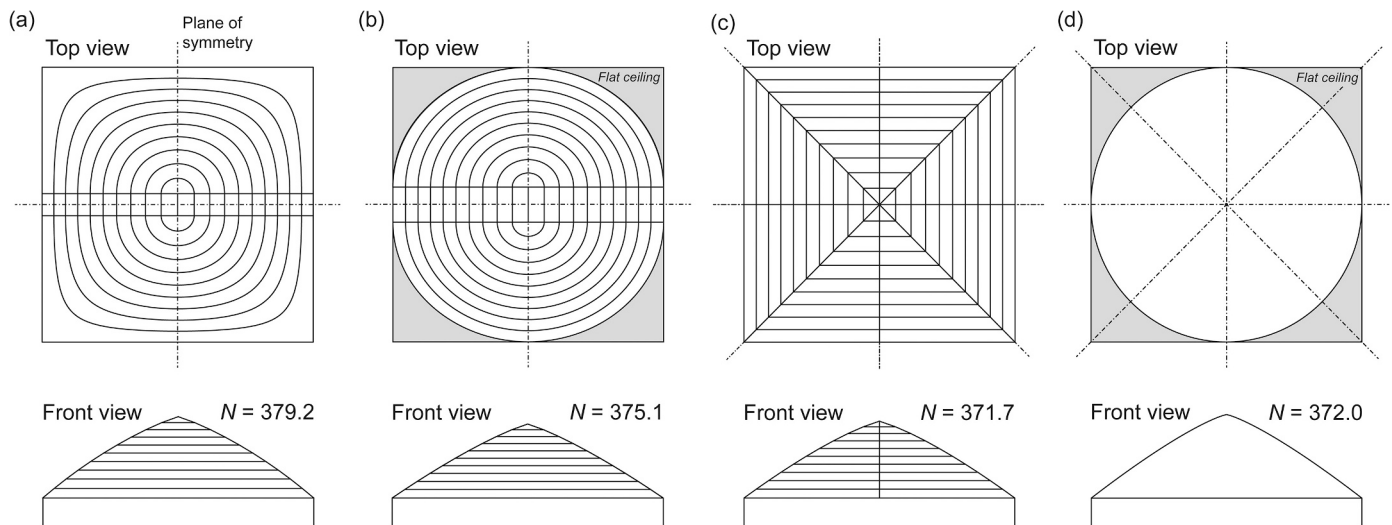 (a)
Plane of
symmetry
Top view
Front view
N = 379.2
(b)
Top view
Flat ceiling
Front view
N = 375.1
(c)
Top view
Front view
N = 371.7
(d)
Top view
Flat ceiling
Front view
N = 372.0